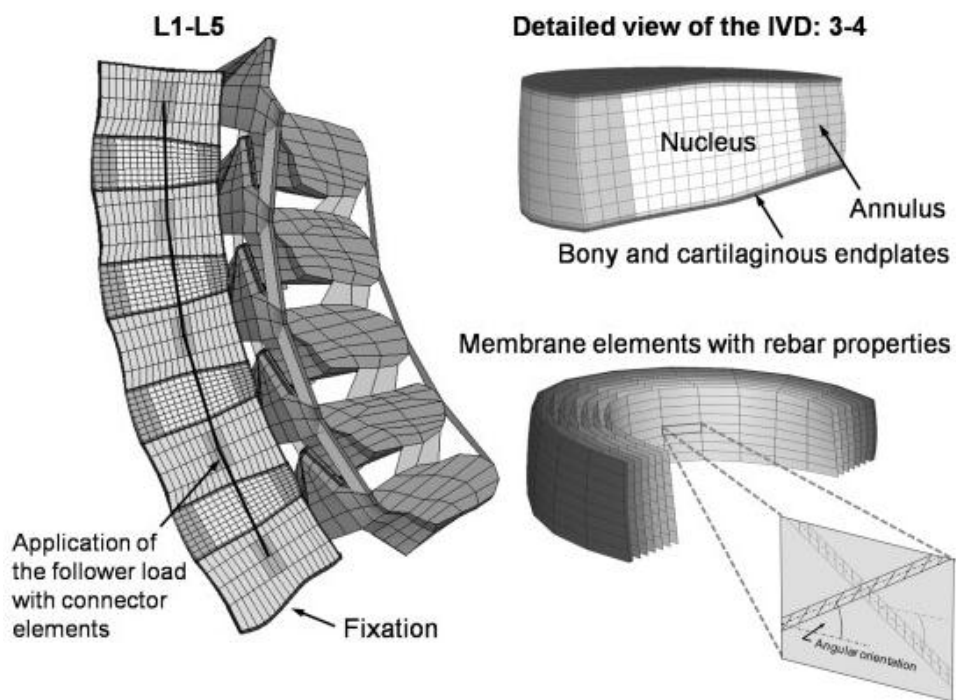 L1-L5
Detailed view of the IVD: 3-4
Nucleus
Annulus
Bony and cartilaginous endplates
Membrane elements with rebar properties
Application of
the follower load
with connector
elements
Fixation
Angular orientation